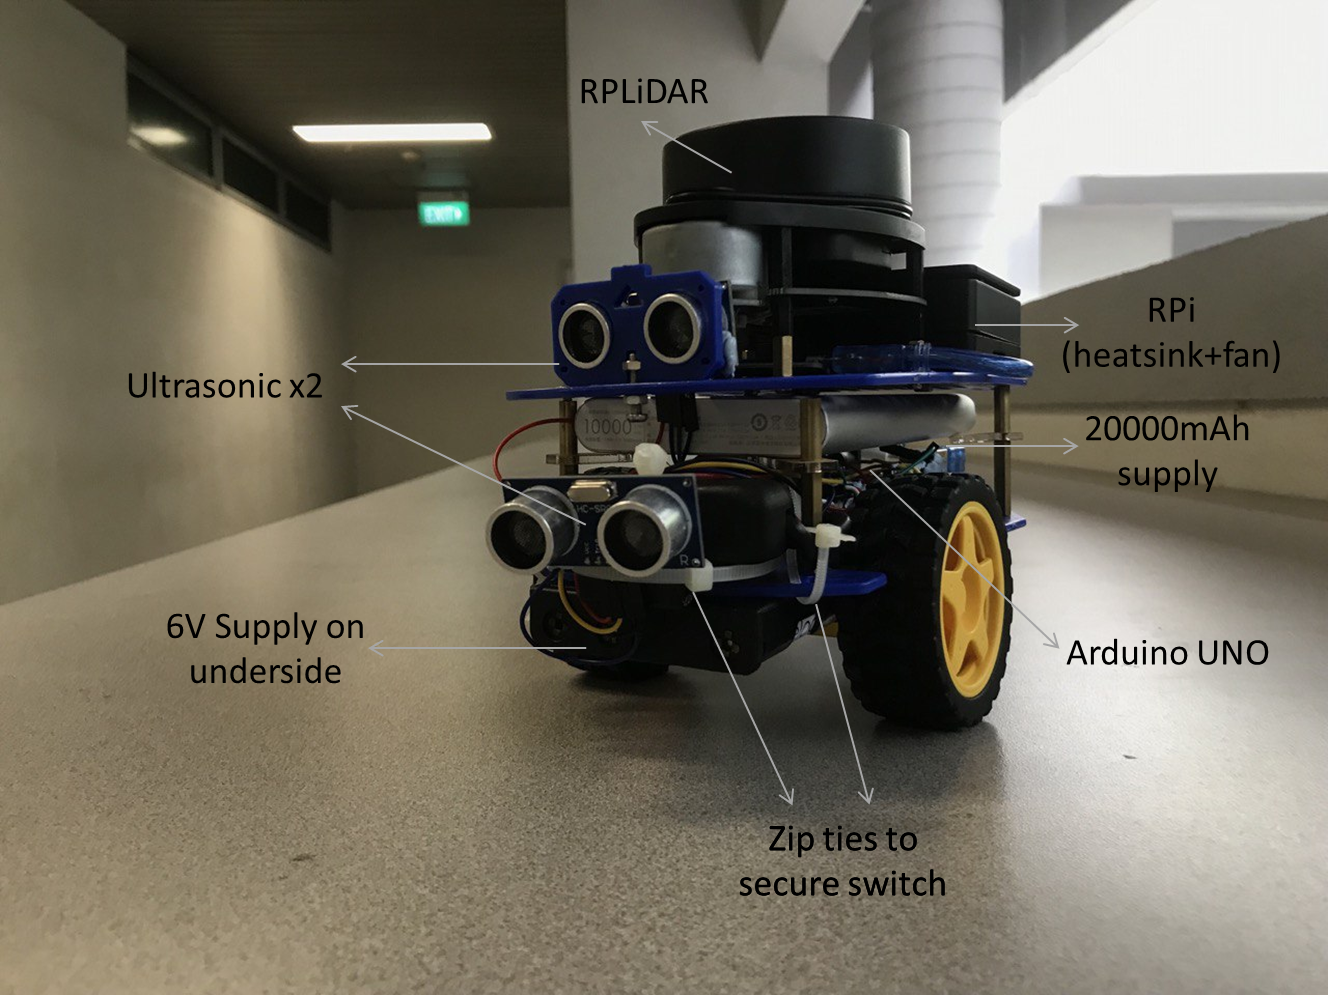 RPLiDAR
EXIT
RPi
(heatsink+fan)
Ultrasonic x2
10000
20000mAh
supply
HC-SR
R
6V Supply on
underside
Arduino UNO
Zip ties to
secure switch